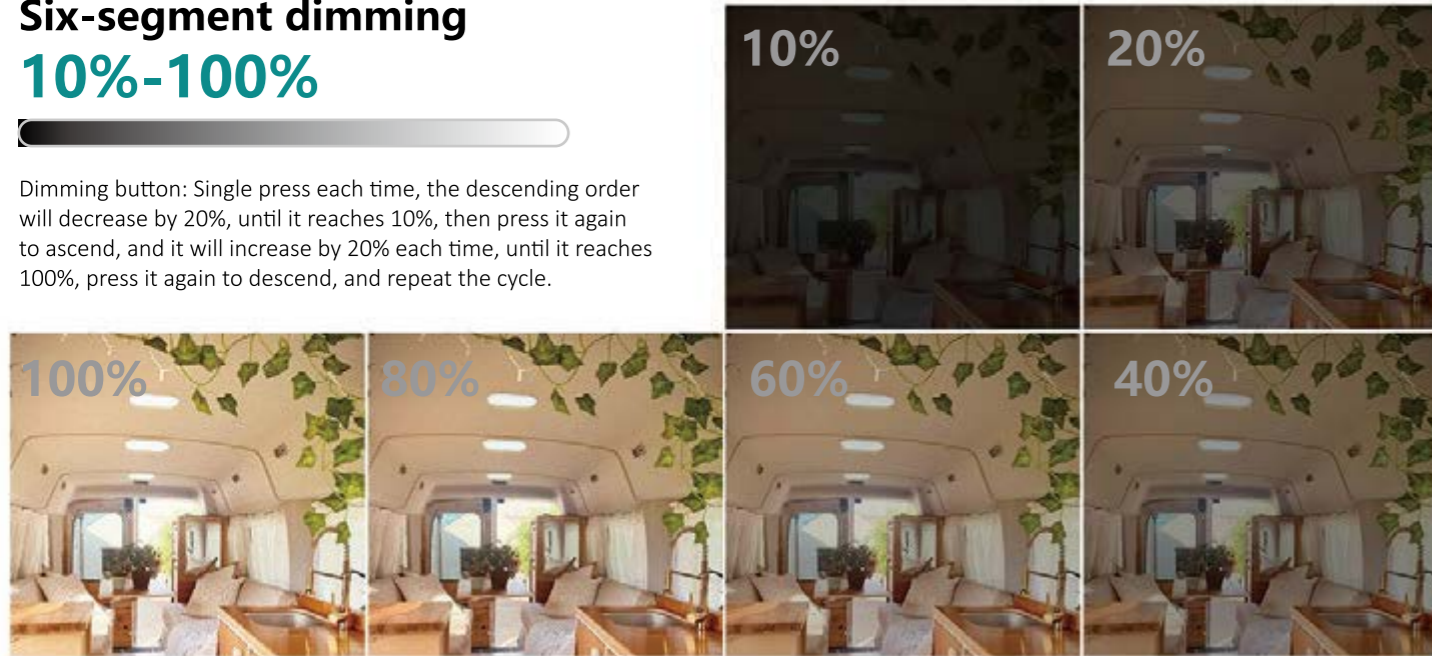 Six-segment dimming
10%-100%
Dimming button: Single press each time, the descending order
will decrease by 20%, until it reaches 10%, then press it again
to ascend, and it will increase by 20% each time, until it reaches
100%, press it again to descend, and repeat the cycle.
10%
20%
100%
80%
60%
40%